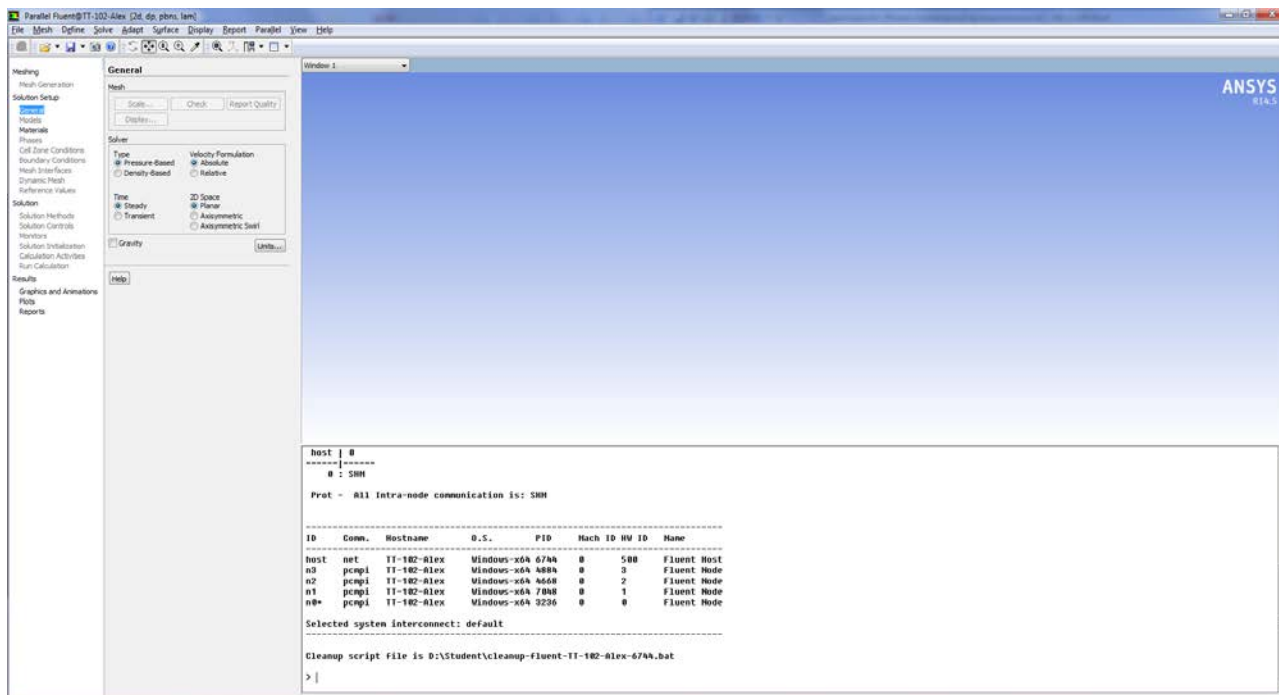 Parallel Fluent@TT-102-Alex [2d, dp, pbns, lam]
File Mesh Define Solve Adapt Surface Display Report Parallel View Help
Meshing
Mesh Generation
Solution Setup
General
Models
Materials
Phases
Cell Zone Conditions
Boundary Conditions
Mesh Interfaces
Dynamic Mesh
Reference Values
Solution
Solution Methods
Solution Controls
Monitors
Solution Initialization
Calculation Activities
Run Calculation
Results
Graphics and Animations
Plots
Reports
General
Mesh
Scale... Check Report Quality
Display...
Solver
Type Velocity Formulation
Pressure-Based Absolute
Density-Based Relative
Time 2D Space
Steady Planar
Transient Axisymmetric
Axisymmetric Swirl
Gravity Units...
Help
Window 1
ANSYS
R14.5
host | 0
------|------
0 : SHM
Prot - All Intra-node communication is: SHM
------------------------------------------------------------------------------
ID Comm. Hostname O.S. PID Mach ID HW ID Name
------------------------------------------------------------------------------
host net TT-102-Alex Windows-x64 6744 0 500 Fluent Host
n3 pcmpi TT-102-Alex Windows-x64 4884 0 3 Fluent Node
n2 pcmpi TT-102-Alex Windows-x64 4668 0 2 Fluent Node
n1 pcmpi TT-102-Alex Windows-x64 7048 0 1 Fluent Node
n0* pcmpi TT-102-Alex Windows-x64 3236 0 0 Fluent Node
Selected system interconnect: default
------------------------------------------------------------------------------
Cleanup script file is D:\Student\cleanup-fluent-TT-102-Alex-6744.bat
>